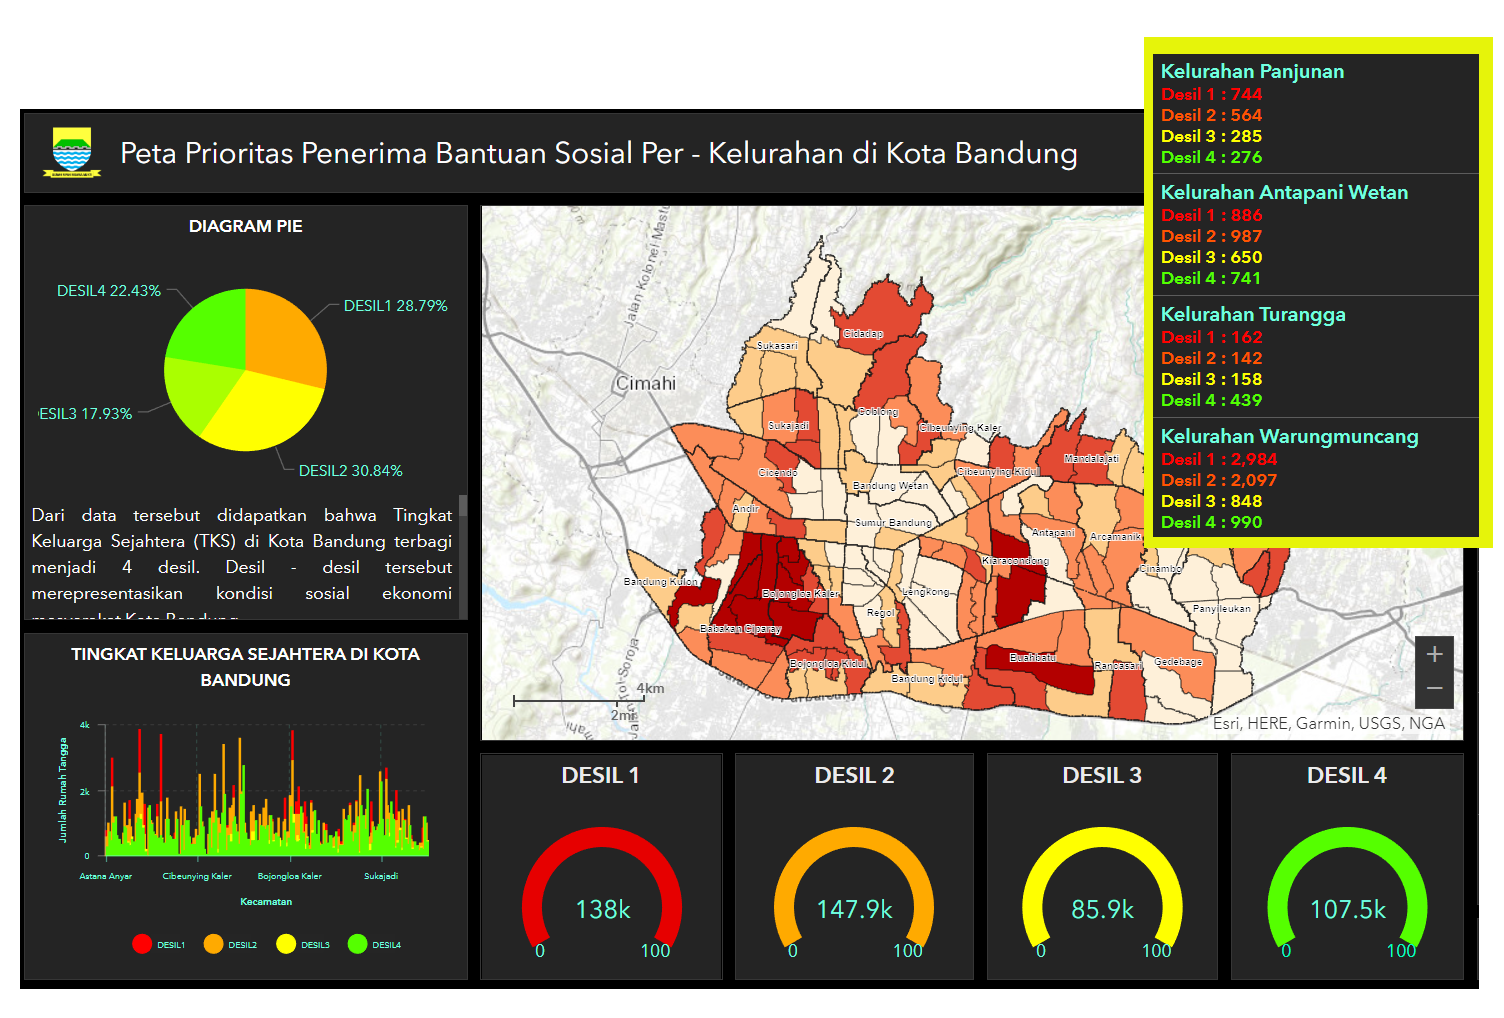 Peta Prioritas Penerima Bantuan Sosial Per - Kelurahan di Kota Bandung
Kelurahan Panjunan
Desil 1 : 744
Desil 2 : 564
Desil 3 : 285
Desil 4 : 276
Kelurahan Antapani Wetan
Desil 1 : 886
Desil 2 : 987
Desil 3 : 650
Desil 4 : 741
Kelurahan Turangga
Desil 1 : 162
Desil 2 : 142
Desil 3 : 158
Desil 4 : 439
Kelurahan Warungmuncang
Desil 1 : 2,984
Desil 2 : 2,097
Desil 3 : 848
Desil 4 : 990
DIAGRAM PIE
DESIL4 22.43%
DESIL1 28.79%
ESIL3 17.93%
DESIL2 30.84%
Dari data tersebut didapatkan bahwa Tingkat
Keluarga Sejahtera (TKS) di Kota Bandung terbagi
menjadi 4 desil. Desil - desil tersebut
merepresentasikan kondisi sosial ekonomi
masyarakat Kota Bandung
TINGKAT KELUARGA SEJAHTERA DI KOTA
BANDUNG
Jumlah Rumah Tangga
4k
2k
0
Astana Anyar
Cibeunying Kaler
Bojongloa Kaler
Sukajadi
Kecamatan
DESIL1
DESIL2
DESIL3
DESIL4
Jalan Kolonel Mastu
Cimahi
Cidadap
Sukasari
Coblong
Sukajadi
Cibeunying Kaler
Mandalajati
Cicendo
Cibeunying Kidul
Bandung Wetan
Andir
Sumur Bandung
Antapani
Arcamanik
Kiaracondong
Cinambo
Bandung Kulon
Bojongloa Kaler
Lengkong
Panyileukan
Regol
Babakan Ciparay
Bojongloa Kidul
Buahbatu
Rancasari
Gedebage
Bandung Kidul
Soroja
4km
2mi
+
−
Esri, HERE, Garmin, USGS, NGA
DESIL 1
138k
0
100
DESIL 2
147.9k
0
100
DESIL 3
85.9k
0
100
DESIL 4
107.5k
0
100